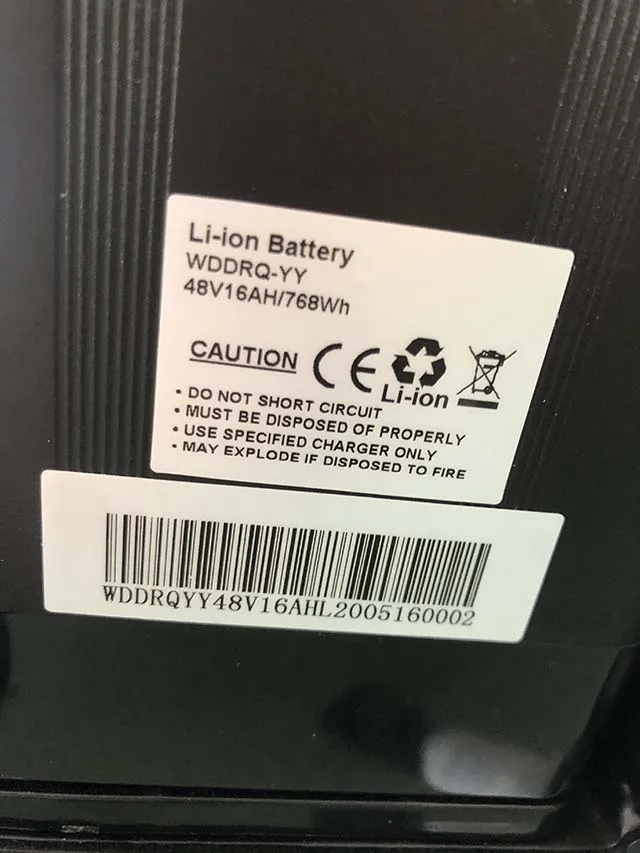 Li-ion Battery
WDDRQ-YY
48V16AH/768Wh
CAUTION CE
Li-ion
• DO NOT SHORT CIRCUIT
• MUST BE DISPOSED OF PROPERLY
• USE SPECIFIED CHARGER ONLY
• MAY EXPLODE IF DISPOSED TO FIRE
WDDRQYY48V16AHL2005160002